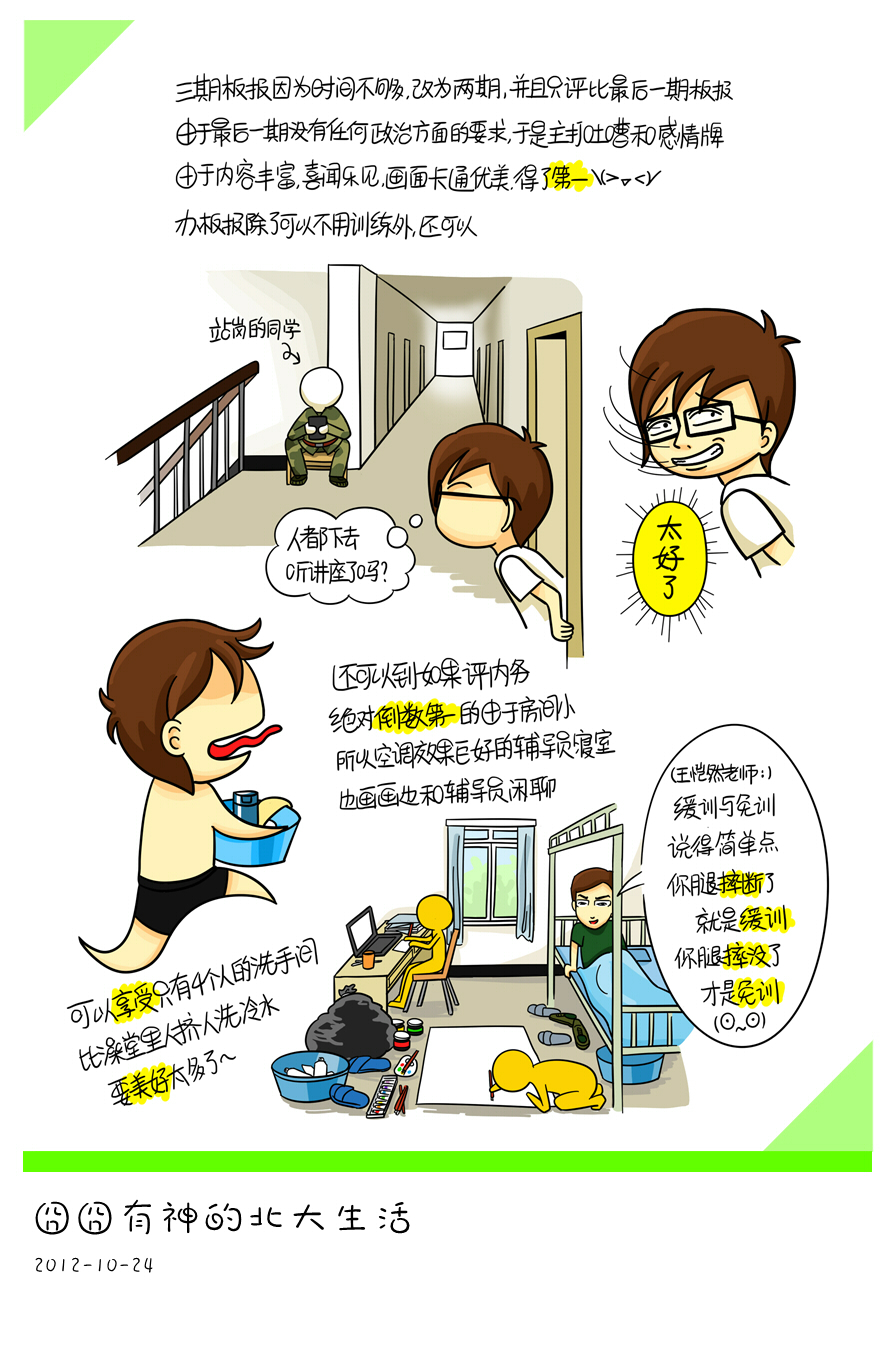 三期板报因为时间不够,改为两期,并且只评比最后一期板报
由于最后一期没有任何政治方面的要求,于是主打吐嘈和感情牌
由于内容丰富,喜闻乐见,画面卡通优美.得了第一\(>▽<)/
办板报除了可以不用训练外,还可以
站岗的同学
人都下去
听讲座了吗?
太好了
还可以到如果评内务
绝对倒数第一的由于房间小
所以空调效果巨好的辅导员寝室
边画画边和辅导员闲聊
(王恺然老师:)
缓训与免训
说得简单点
你腿摔断了
就是缓训
你腿摔没了
才是免训
(⊙~⊙)
可以享受只有4个人的洗手间
比澡堂里人挤人洗冷水
要美好太多了~
囧囧有神的北大生活
2012-10-24